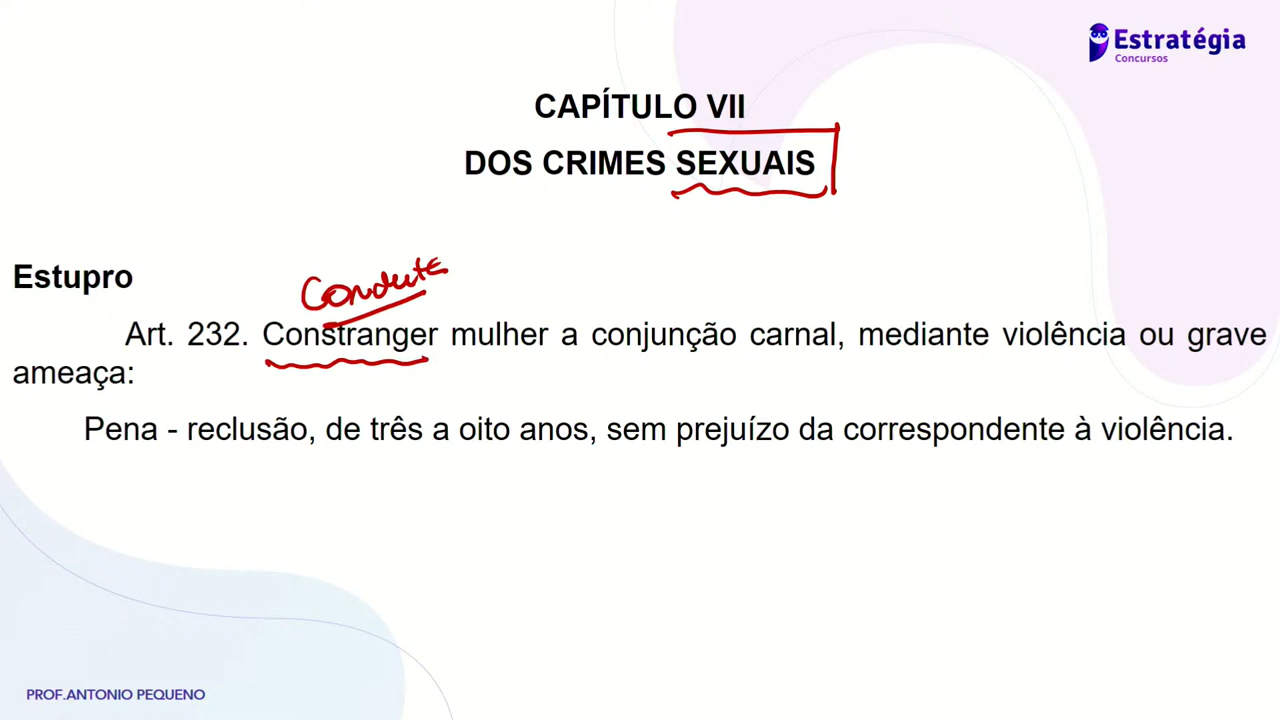 Estratégia
Concursos
CAPÍTULO VII
DOS CRIMES SEXUAIS
Estupro
Conduta
Art. 232. Constranger mulher a conjunção carnal, mediante violência ou grave
ameaça:
Pena - reclusão, de três a oito anos, sem prejuízo da correspondente à violência.
PROF.ANTONIO PEQUENO